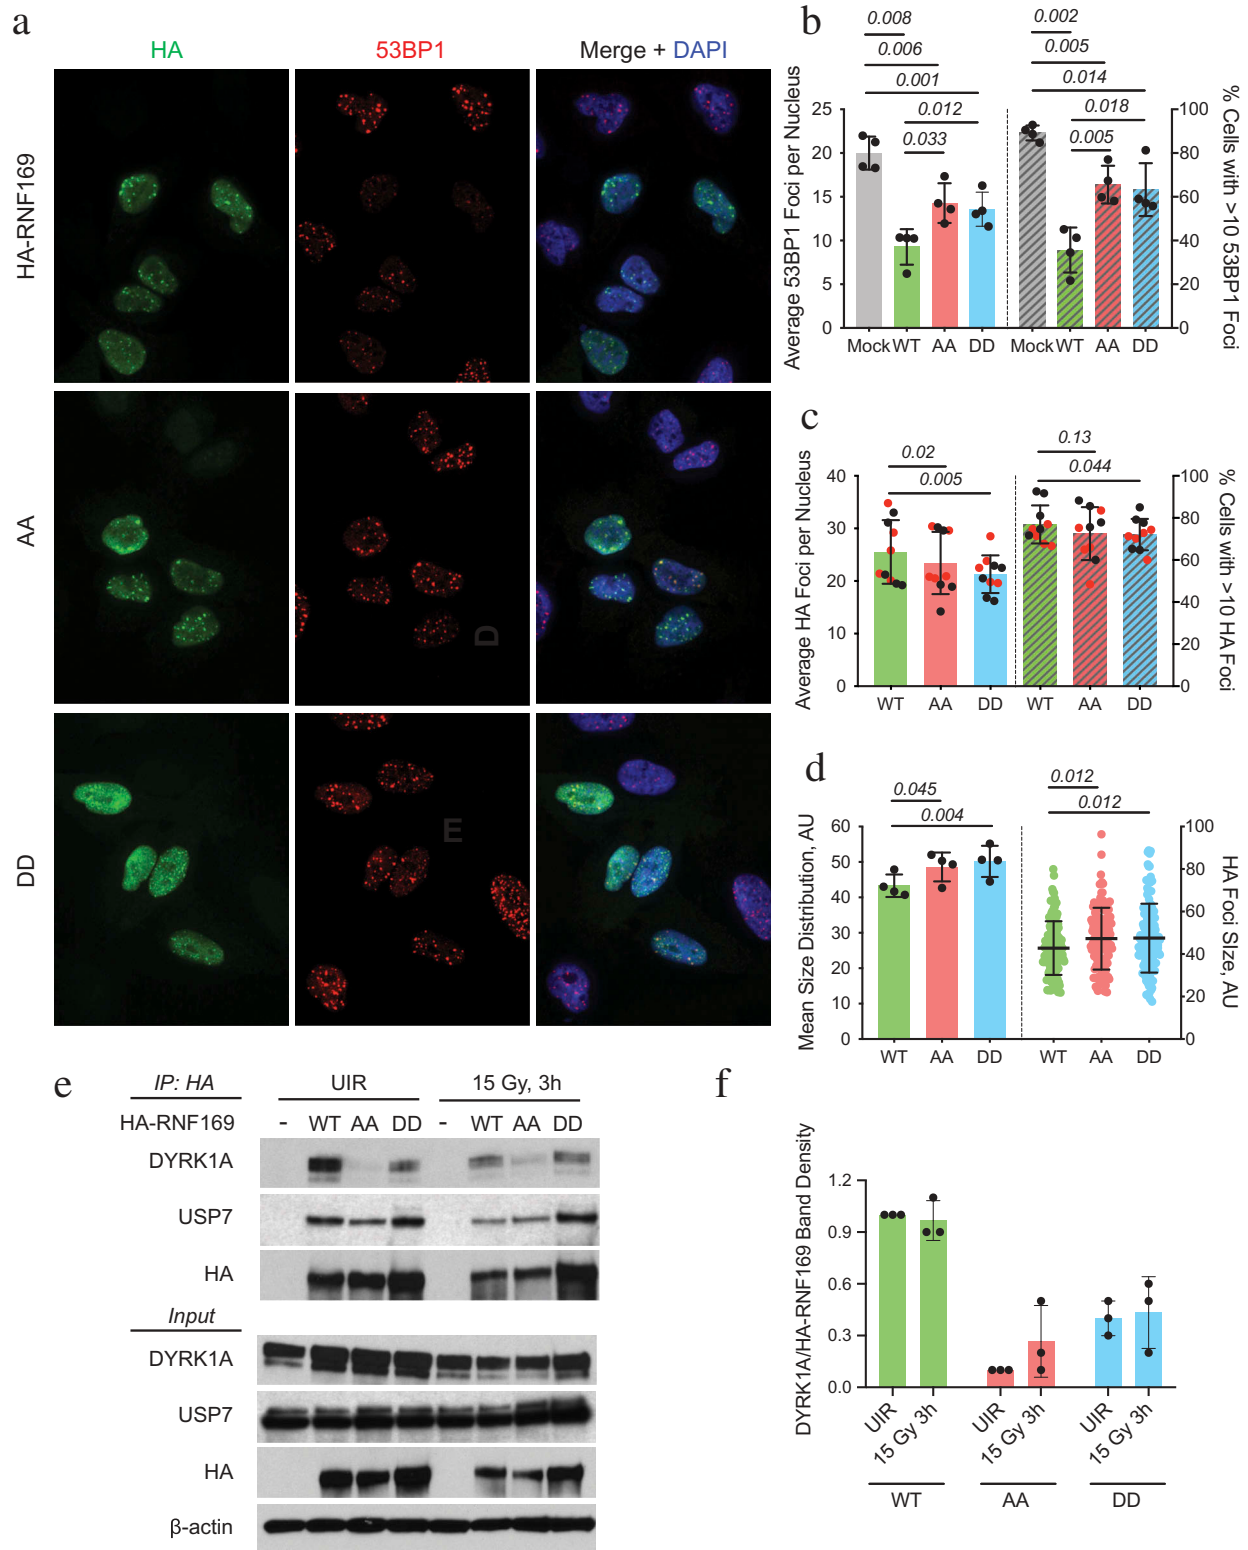 a
HA
53BP1
Merge + DAPI
HA-RNF169
AA
D
DD
E
b
0.008
0.006
0.001
0.012
0.033
0.002
0.005
0.014
0.018
0.005
Average 53BP1 Foci per Nucleus
25
20
15
10
5
0
Mock WT AA DD
Mock WT AA DD
100
80
60
40
20
0
% Cells with >10 53BP1 Foci
c
0.02
0.005
0.13
0.044
Average HA Foci per Nucleus
40
30
20
10
0
WT AA DD
WT AA DD
100
80
60
40
20
0
% Cells with >10 HA Foci
d
0.045
0.004
0.012
0.012
Mean Size Distribution, AU
60
50
40
30
20
10
0
WT AA DD
WT AA DD
100
80
60
40
20
0
HA Foci SIze, AU
e
IP: HA UIR 15 Gy, 3h
HA-RNF169 - WT AA DD - WT AA DD
DYRK1A
USP7
HA
Input
DYRK1A
USP7
HA
β-actin
f
DYRK1A/HA-RNF169 Band Density
1.2
0.9
0.6
0.3
0.0
UIR 15 Gy 3h UIR 15 Gy 3h UIR 15 Gy 3h
WT AA DD